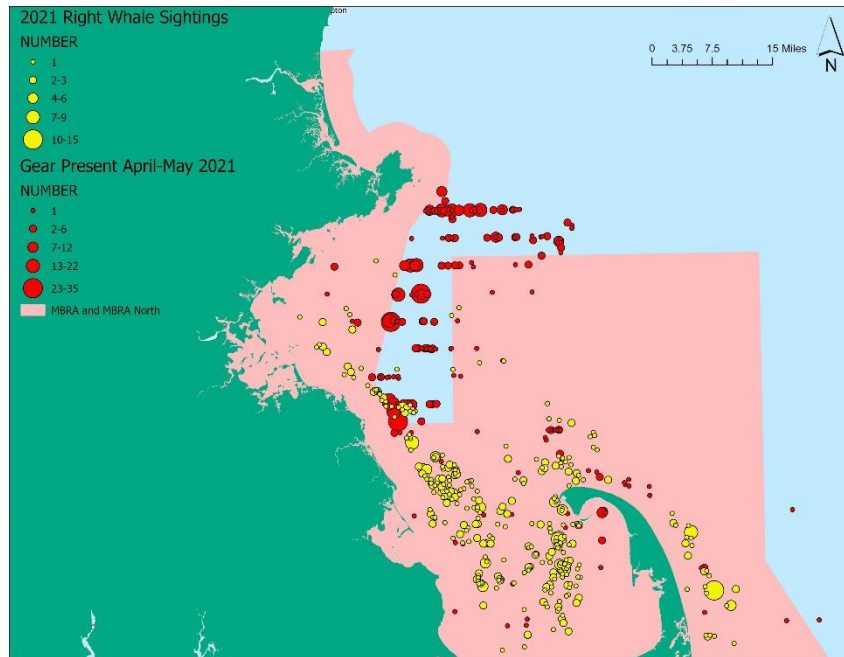 2021 Right Whale Sightings
NUMBER
1
2-3
4-6
7-9
10-15
Gear Present April-May 2021
NUMBER
1
2-6
7-12
13-22
23-35
MBRA and MBRA North
0 3.75 7.5 15 Miles
N